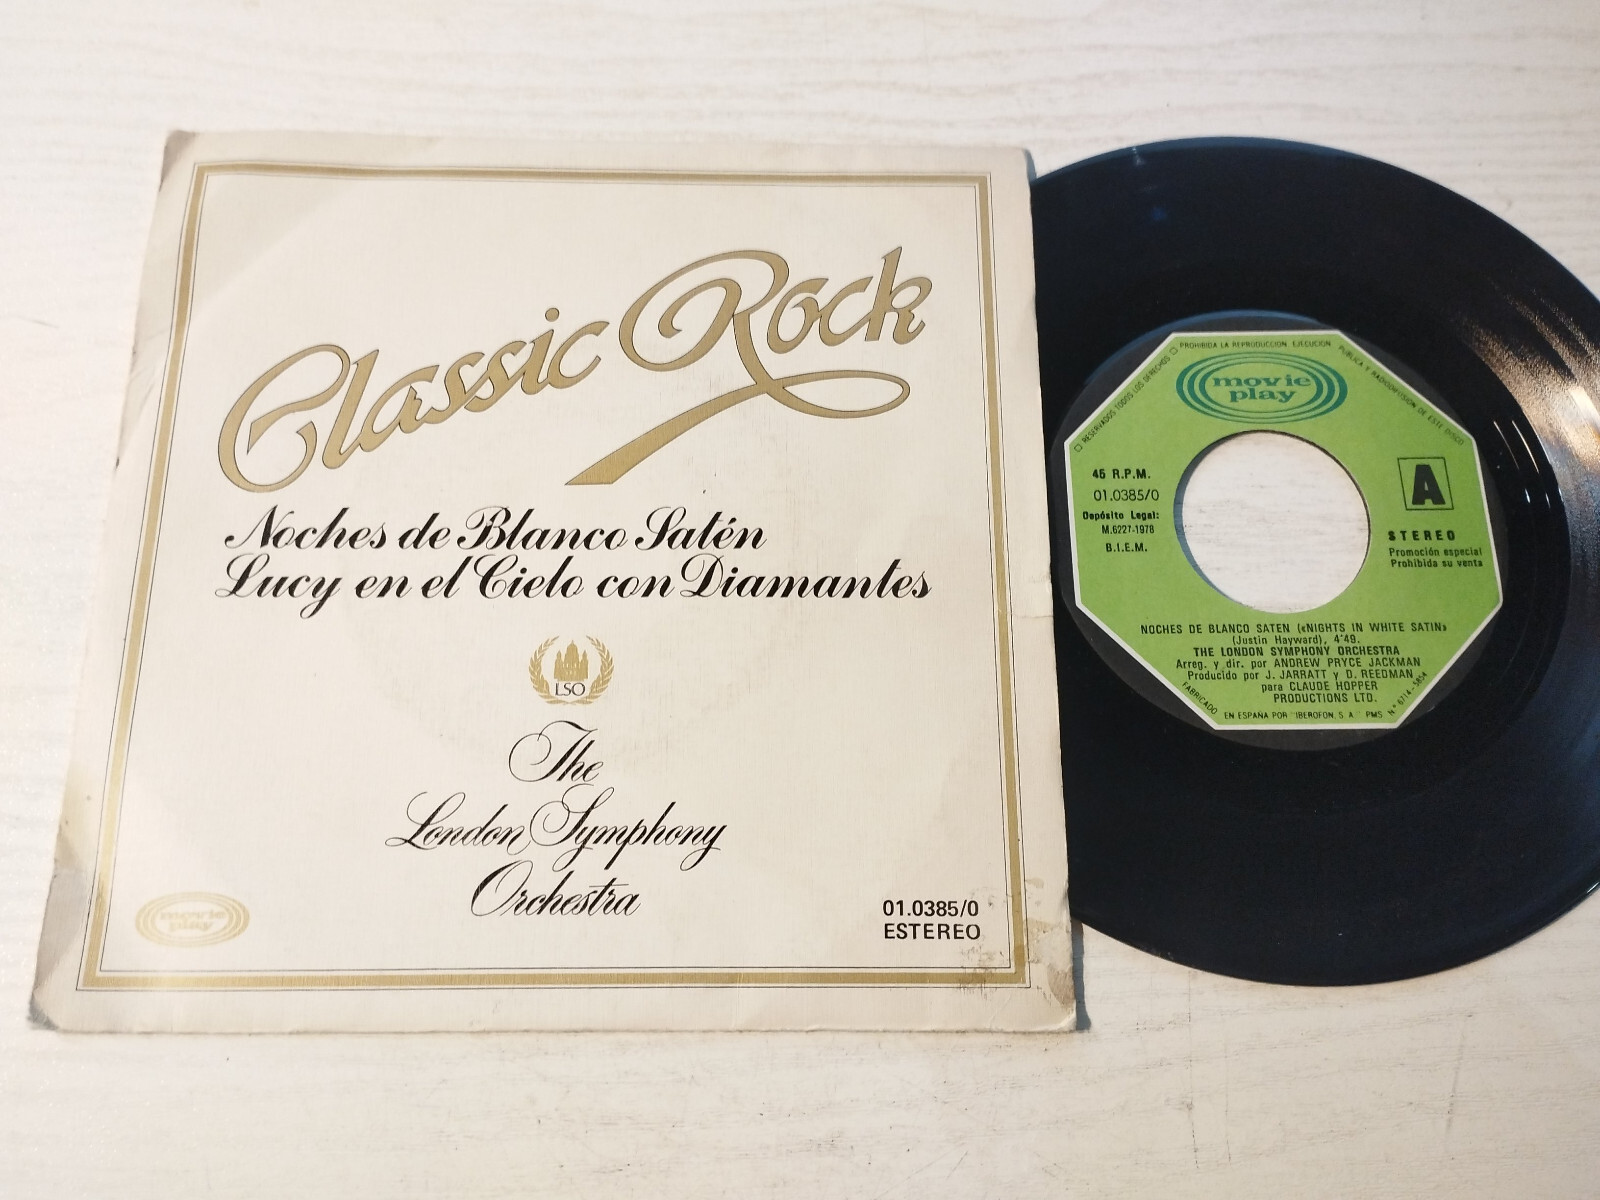 Classic Rock
Noches de Blanco Satén
Lucy en el Cielo con Diamantes
LSO
The
London Symphony
Orchestra
movie
play
01.0385/0
ESTEREO
□ RESERVADOS TODOS LOS DERECHOS □ PROHIBIDA LA REPRODUCCION, EJECUCION PUBLICA Y RADIODIFUSION DE ESTE DISCO
movie
play
45 R.P.M.
01.0385/0
Depósito Legal:
M.6227-1978
B.I.E.M.
A
STEREO
Promoción especial
Prohibida su venta
NOCHES DE BLANCO SATEN («NIGHTS IN WHITE SATIN»
(Justin Hayward), 4'49.
THE LONDON SYMPHONY ORCHESTRA
Arreg. y dir. por ANDREW PRYCE JACKMAN
Producido por J. JARRATT y D. REEDMAN
para CLAUDE HOPPER
PRODUCTIONS LTD.
FABRICADO EN ESPAÑA POR "IBEROFON, S. A." PMS N.° 6714-5854